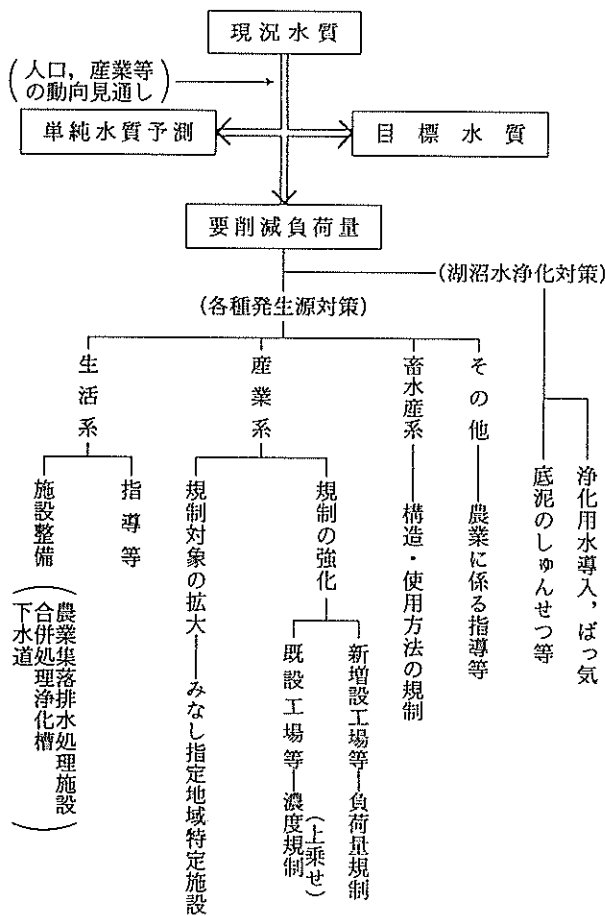 現況水質
(人口，産業等
の動向見通し)
単純水質予測
目標水質
要削減負荷量
(湖沼水浄化対策)
(各種発生源対策)
生活系
産業系
畜水産系
その他
施設整備
(下水道
合併処理浄化槽
農業集落排水処理施設)
指導等
規制対象の拡大
みなし指定地域特定施設
規制の強化
既設工場等
濃度規制
(上乗せ)
新増設工場等
負荷量規制
構造・使用方法の規制
農業に係る指導等
底泥のしゅんせつ等
浄化用水導入，ばっ気